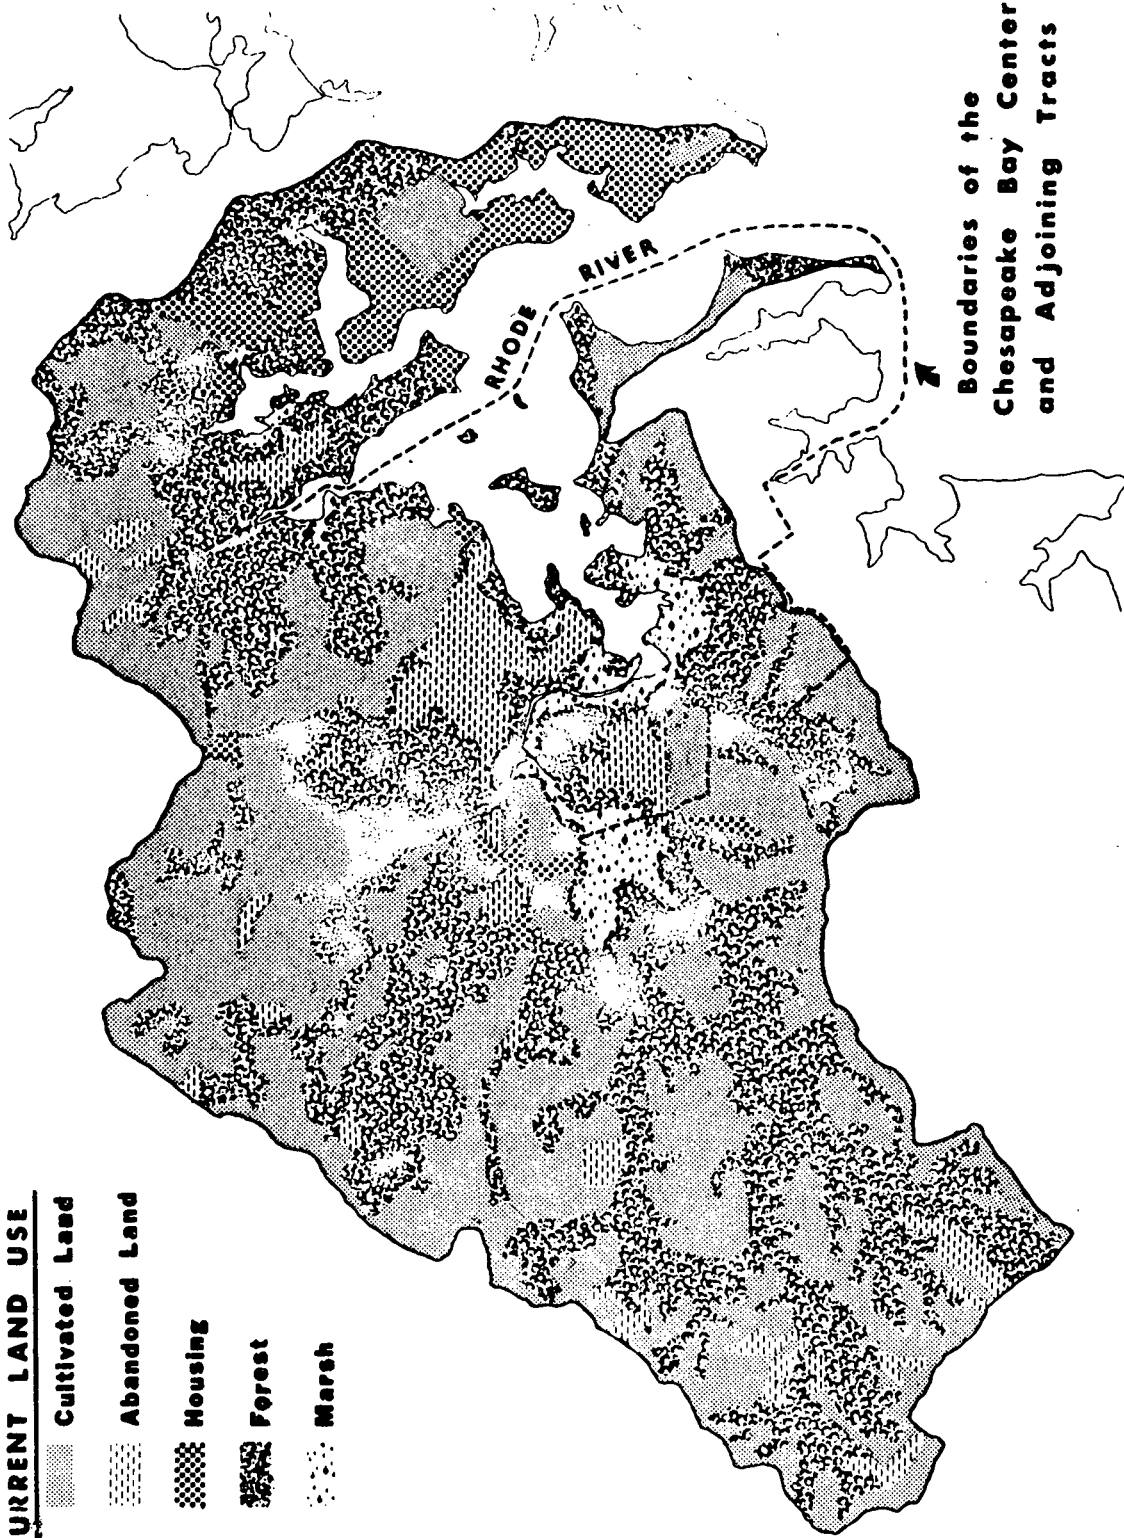 URRENT LAND USE
Cultivated Land
Abandoned Land
Housing
Forest
Marsh
RHODE RIVER
Boundaries of the
Chesapeake Bay Center
and Adjoining Tracts